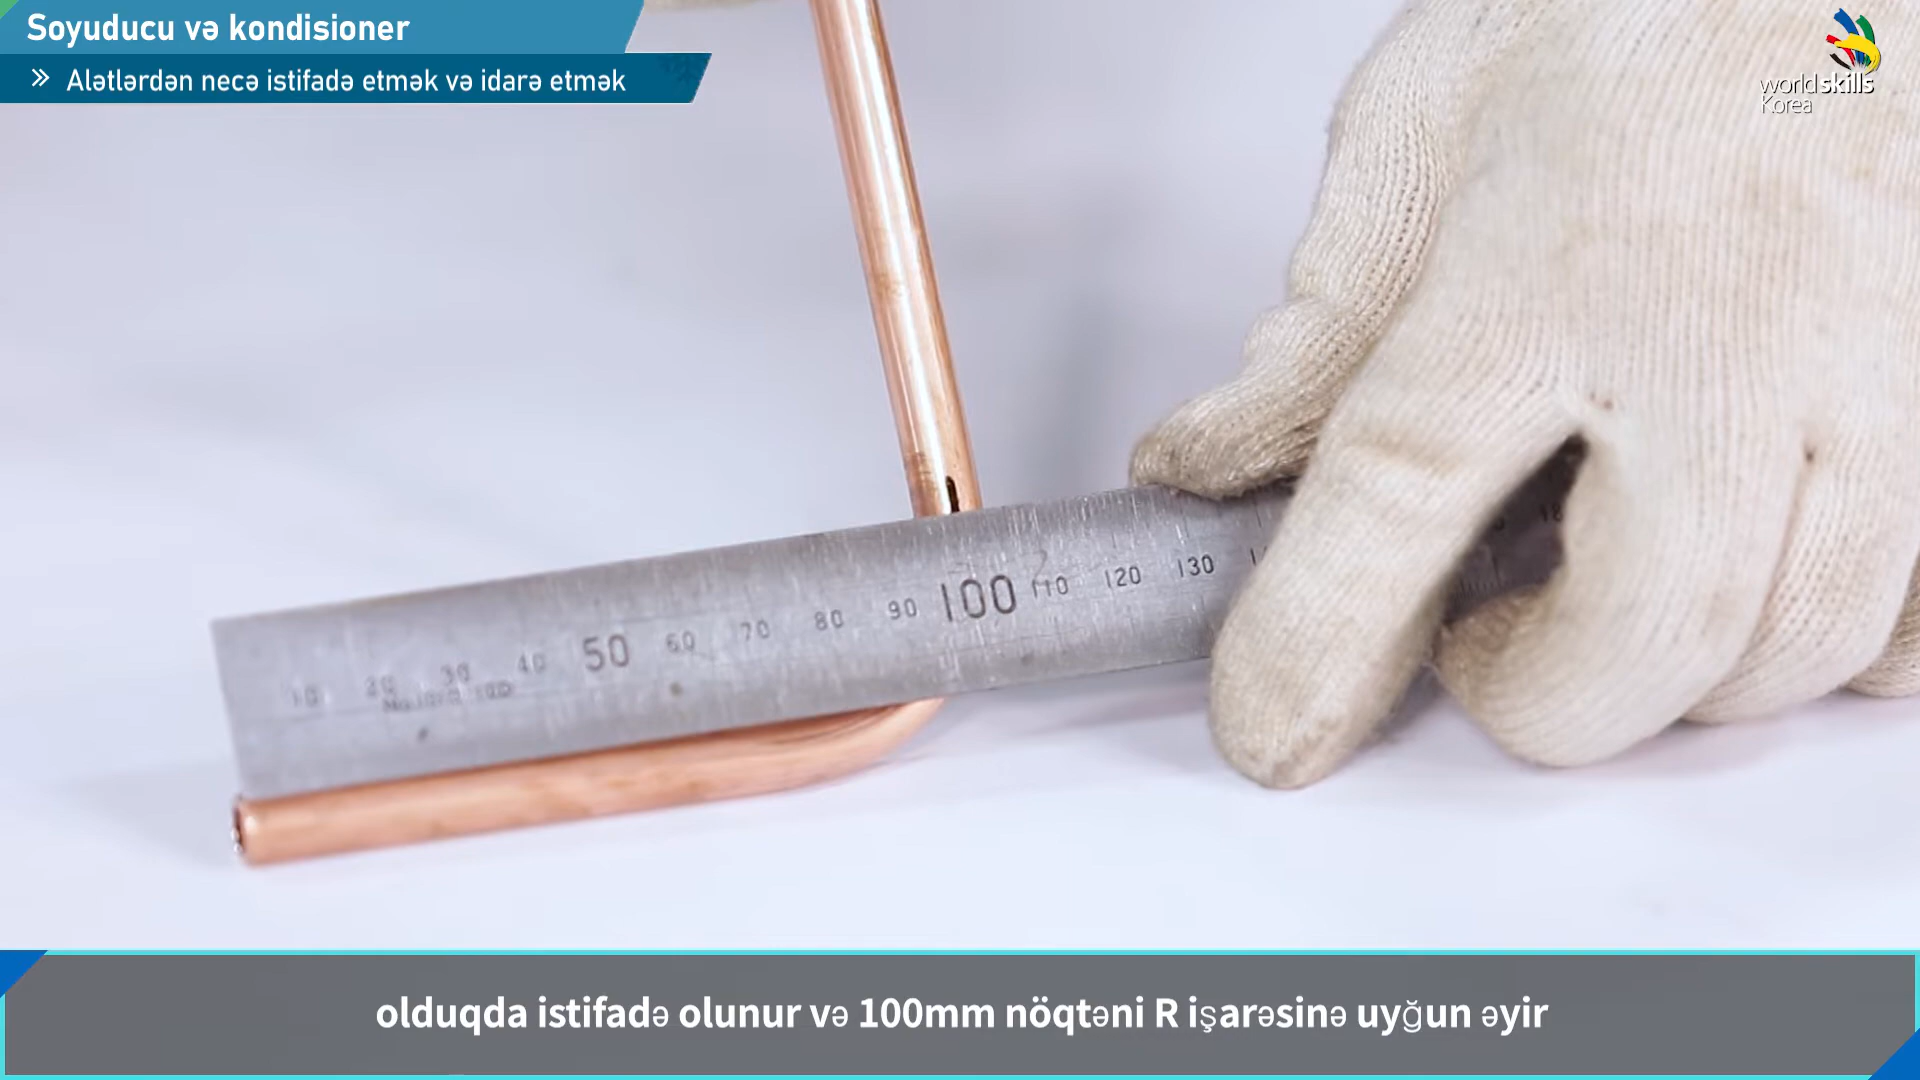 Soyuducu və kondisioner
» Alətlərdən necə istifadə etmək və idarə etmək
worldskills
Korea
10 20 30 40 50 60 70 80 90 100 110 120 130
olduqda istifadə olunur və 100mm nöqtəni R işarəsinə uyğun əyir